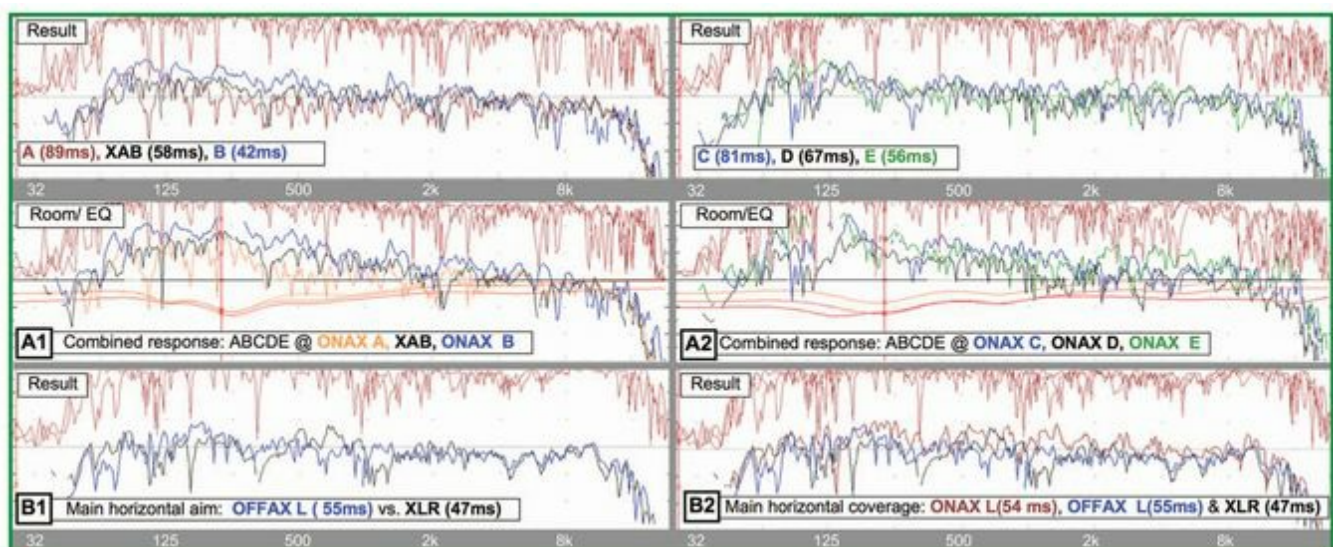 Result
Result
A (89ms), XAB (58ms), B (42ms)
C (81ms), D (67ms), E (56ms)
32 125 500 2k 8k
32 125 500 2k 8k
Room/ EQ
Room/EQ
A1 Combined response: ABCDE @ ONAX A, XAB, ONAX B
A2 Combined response: ABCDE @ ONAX C, ONAX D, ONAX E
Result
Result
B1 Main horizontal aim: OFFAX L ( 55ms) vs. XLR (47ms)
B2 Main horizontal coverage: ONAX L(54 ms), OFFAX L(55ms) & XLR (47ms)
32 125 500 2k 8k
32 125 500 2k 8k